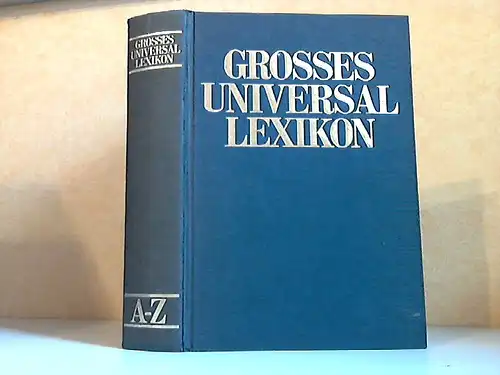 GROSSES
UNIVERSAL
LEXIKON
A-Z
GROSSES
UNIVERSAL
LEXIKON